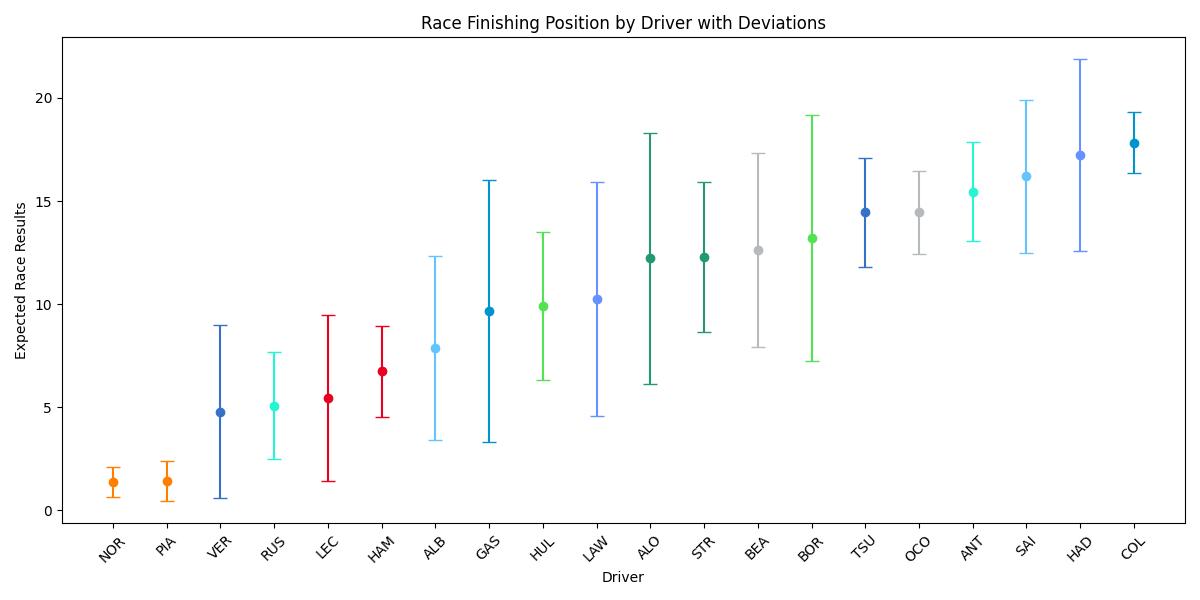 Race Finishing Position by Driver with Deviations
Expected Race Results
20
15
10
5
0
NOR
PIA
VER
RUS
LEC
HAM
ALB
GAS
HUL
LAW
ALO
STR
BEA
BOR
TSU
OCO
ANT
SAI
HAD
COL
Driver